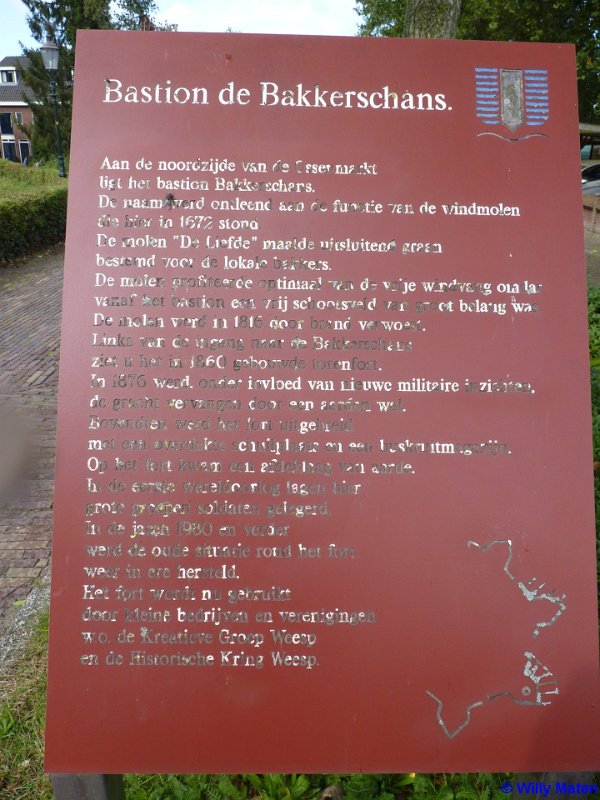 Bastion de Bakkerschans.
Aan de noordzijde van de Ossenmarkt
ligt het bastion Bakkerschans.
De naam werd ontleend aan de functie van de windmolen
die hier in 1672 stond
De molen "De Liefde" maalde uitsluitend graan
bestemd voor de lokale bakkers.
De molen profiteerde optimaal van de vrije windvang omdat
vanaf het bastion een vrij schootsveld van groot belang was.
De molen werd in 1816 door brand verwoest.
Links van de ingang naar de Bakkerschans
ziet u het in 1860 gebouwde torenfort.
In 1876 werd, onder invloed van nieuwe militaire inzichten,
de gracht vervangen door een aarden wal.
Bovendien werd het fort uitgebreid
met een overdekte schuilplaats en een buskruitmagazijn.
Op het fort kwam een afdekking van aarde.
In de eerste wereldoorlog lagen hier
grote groepen soldaten gelegerd.
In de jaren 1980 en verder
werd de oude situatie rond het fort
weer in ere hersteld.
Het fort wordt nu gebruikt
door kleine bedrijven en verenigingen
w.o. de Kreatieve Groep Weesp
en de Historische Kring Weesp.
© Willy Maten